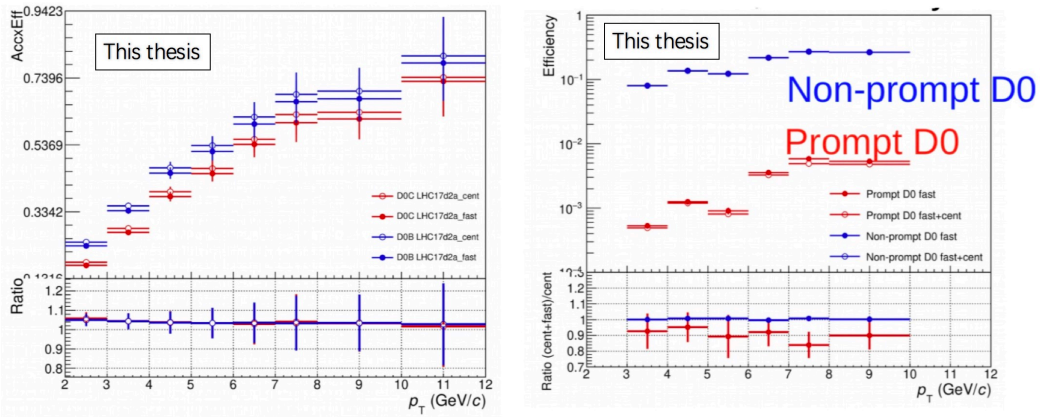 0.9423
0.7396
0.5369
0.3342
0.1316
AccxEff
This thesis
D0C LHC17d2a_cent
D0C LHC17d2a_fast
D0B LHC17d2a_cent
D0B LHC17d2a_fast
Ratio
1.2
1.1
1
0.9
0.8
2 3 4 5 6 7 8 9 10 11 12
p_T (GeV/c)
Efficiency
1
10⁻¹
10⁻²
10⁻³
This thesis
Non-prompt D0
Prompt D0
Prompt D0 fast
Prompt D0 fast+cent
Non-prompt D0 fast
Non-prompt D0 fast+cent
Ratio (cent+fast)/cent
1.3
1.2
1.1
1
0.9
0.8
0.7
2 3 4 5 6 7 8 9 10 11 12
p_T (GeV/c)